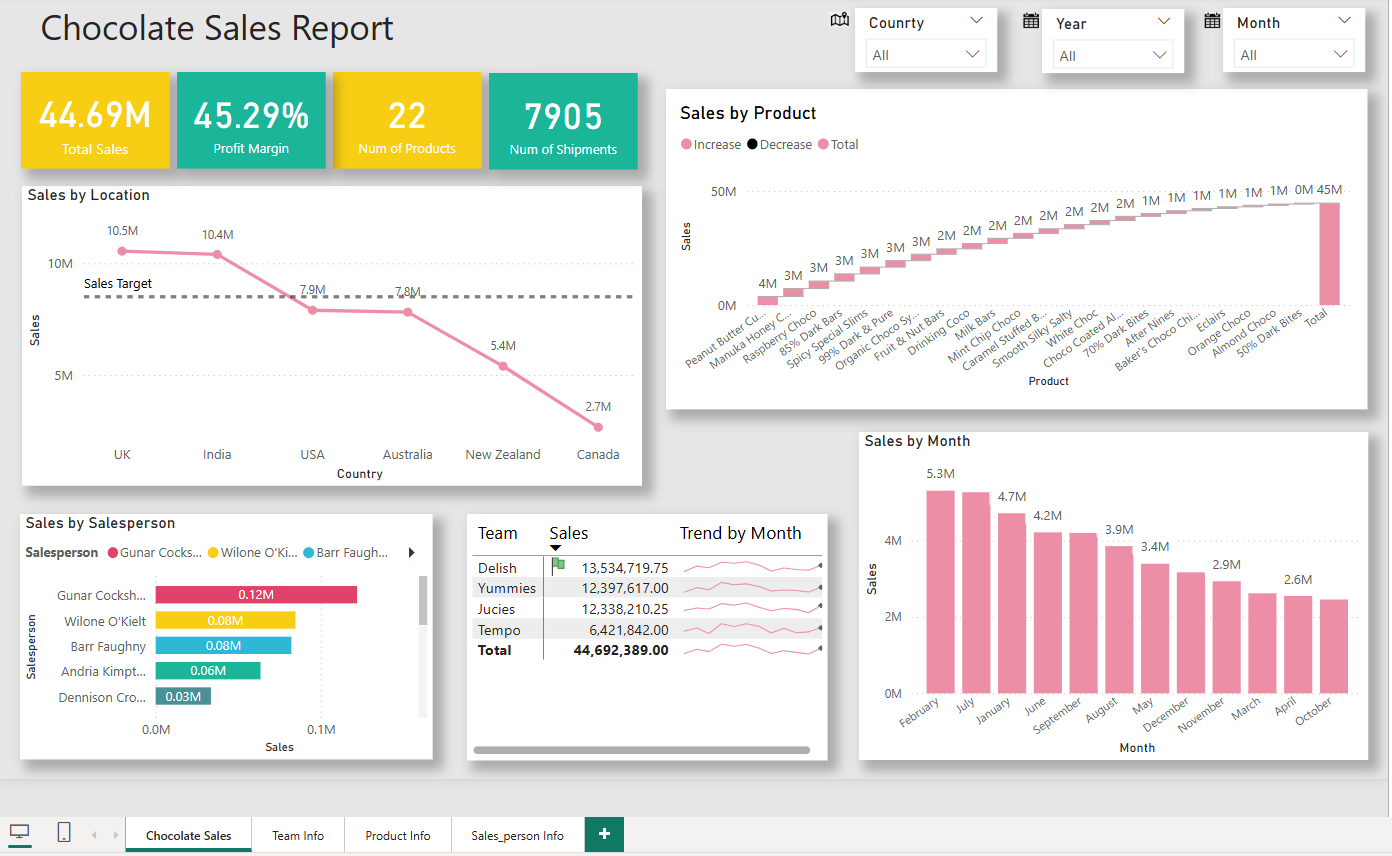 Chocolate Sales Report
Counrty
All
Year
All
Month
All
44.69M
Total Sales
45.29%
Profit Margin
22
Num of Products
7905
Num of Shipments
Sales by Location
10.5M
10.4M
10M
Sales Target
7.9M
7.8M
5.4M
5M
2.7M
Sales
UK India USA Australia New Zealand Canada
Country
Sales by Product
Increase Decrease Total
50M
0M
Sales
4M 3M 3M 3M 3M 3M 3M 2M 2M 2M 2M 2M 2M 2M 2M 1M 1M 1M 1M 1M 1M 0M 45M
Peanut Butter Cu...
Manuka Honey C...
Raspberry Choco
85% Dark Bars
Spicy Special Slims
99% Dark & Pure
Organic Choco Sy...
Fruit & Nut Bars
Drinking Coco
Milk Bars
Mint Chip Choco
Caramel Stuffed B...
Smooth Silky Salty
White Choc
Choco Coated Al...
70% Dark Bites
After Nines
Baker's Choco Chi...
Eclairs
Orange Choco
Almond Choco
50% Dark Bites
Total
Product
Sales by Salesperson
Salesperson Gunar Cocks... Wilone O'Ki... Barr Faugh...
Salesperson
Gunar Cocksh... 0.12M
Wilone O'Kielt 0.08M
Barr Faughny 0.08M
Andria Kimpt... 0.06M
Dennison Cro... 0.03M
0.0M 0.1M
Sales
Team Sales Trend by Month
Delish 13,534,719.75
Yummies 12,397,617.00
Jucies 12,338,210.25
Tempo 6,421,842.00
Total 44,692,389.00
Sales by Month
5.3M
4.7M
4.2M
3.9M
3.4M
2.9M
2.6M
4M
2M
0M
Sales
February
July
January
June
September
August
May
December
November
March
April
October
Month
Chocolate Sales
Team Info
Product Info
Sales_person Info
+